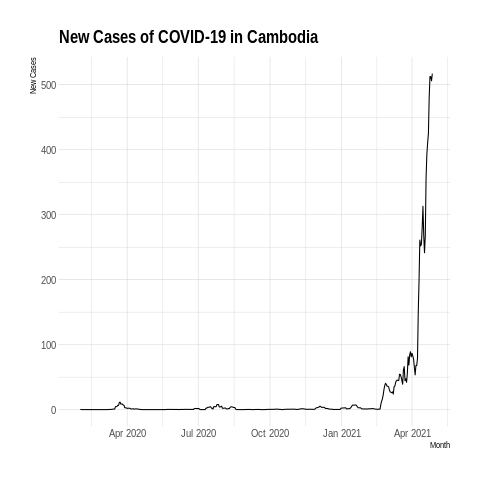 New Cases of COVID-19 in Cambodia
New Cases
500
400
300
200
100
0
Apr 2020
Jul 2020
Oct 2020
Jan 2021
Apr 2021
Month